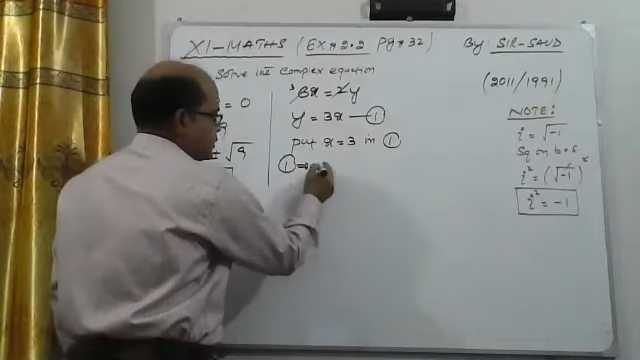 XI-MATHS (EX # 2.2 Pg # 32) By SIR-SAUD
Solve the complex equation
(2011/1991)
= 0
9
± √9
³6x = 2y
y = 3x — ①
put x = 3 in ①
① ⇒
NOTE:
i = √-1
Sq on b.s
i² = (√-1)²
i² = -1